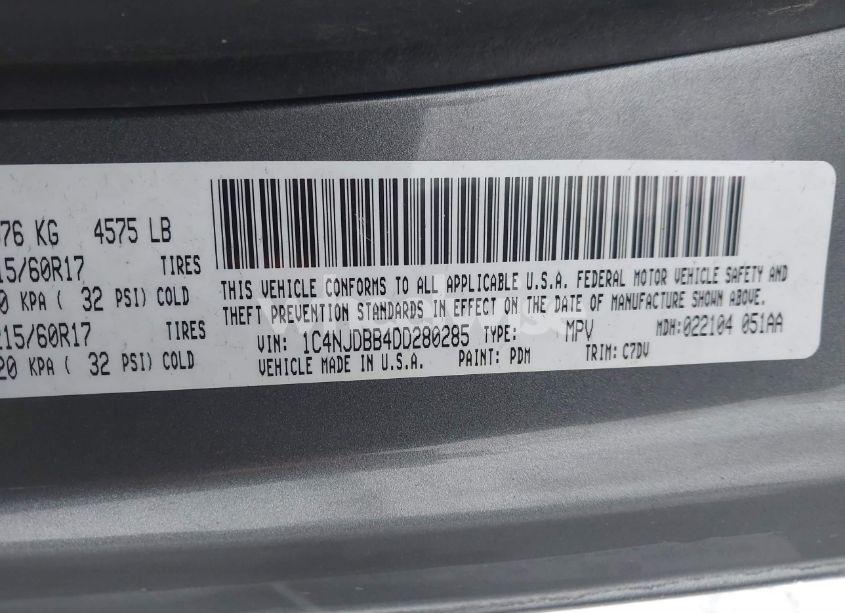 76 KG 4575 LB
15/60R17 TIRES
0 KPA ( 32 PSI) COLD
15/60R17 TIRES
20 KPA ( 32 PSI) COLD
THIS VEHICLE CONFORMS TO ALL APPLICABLE U.S.A. FEDERAL MOTOR VEHICLE SAFETY AND
THEFT PREVENTION STANDARDS IN EFFECT ON THE DATE OF MANUFACTURE SHOWN ABOVE.
VIN: 1C4NJDBB4DD280285 TYPE: MPV MDH:022104 051AA
VEHICLE MADE IN U.S.A. PAINT: PDM TRIM: C7DV